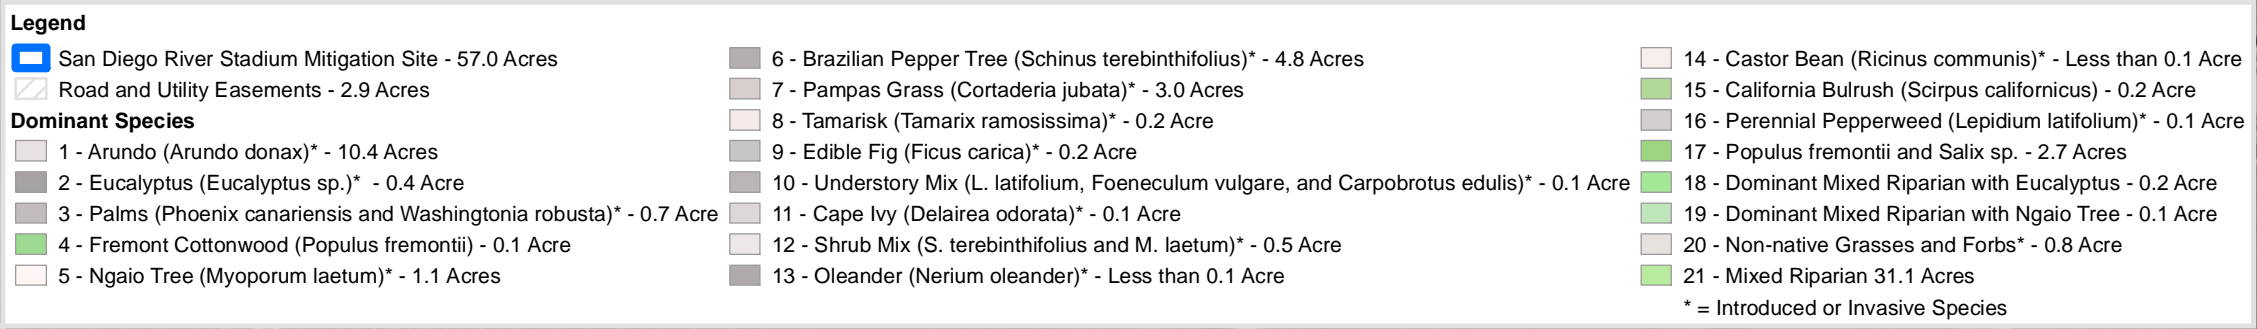 Legend
San Diego River Stadium Mitigation Site - 57.0 Acres
Road and Utility Easements - 2.9 Acres
Dominant Species
1 - Arundo (Arundo donax)* - 10.4 Acres
2 - Eucalyptus (Eucalyptus sp.)* - 0.4 Acre
3 - Palms (Phoenix canariensis and Washingtonia robusta)* - 0.7 Acre
4 - Fremont Cottonwood (Populus fremontii) - 0.1 Acre
5 - Ngaio Tree (Myoporum laetum)* - 1.1 Acres
6 - Brazilian Pepper Tree (Schinus terebinthifolius)* - 4.8 Acres
7 - Pampas Grass (Cortaderia jubata)* - 3.0 Acres
8 - Tamarisk (Tamarix ramosissima)* - 0.2 Acre
9 - Edible Fig (Ficus carica)* - 0.2 Acre
10 - Understory Mix (L. latifolium, Foeneculum vulgare, and Carpobrotus edulis)* - 0.1 Acre
11 - Cape Ivy (Delairea odorata)* - 0.1 Acre
12 - Shrub Mix (S. terebinthifolius and M. laetum)* - 0.5 Acre
13 - Oleander (Nerium oleander)* - Less than 0.1 Acre
14 - Castor Bean (Ricinus communis)* - Less than 0.1 Acre
15 - California Bulrush (Scirpus californicus) - 0.2 Acre
16 - Perennial Pepperweed (Lepidium latifolium)* - 0.1 Acre
17 - Populus fremontii and Salix sp. - 2.7 Acres
18 - Dominant Mixed Riparian with Eucalyptus - 0.2 Acre
19 - Dominant Mixed Riparian with Ngaio Tree - 0.1 Acre
20 - Non-native Grasses and Forbs* - 0.8 Acre
21 - Mixed Riparian 31.1 Acres
* = Introduced or Invasive Species